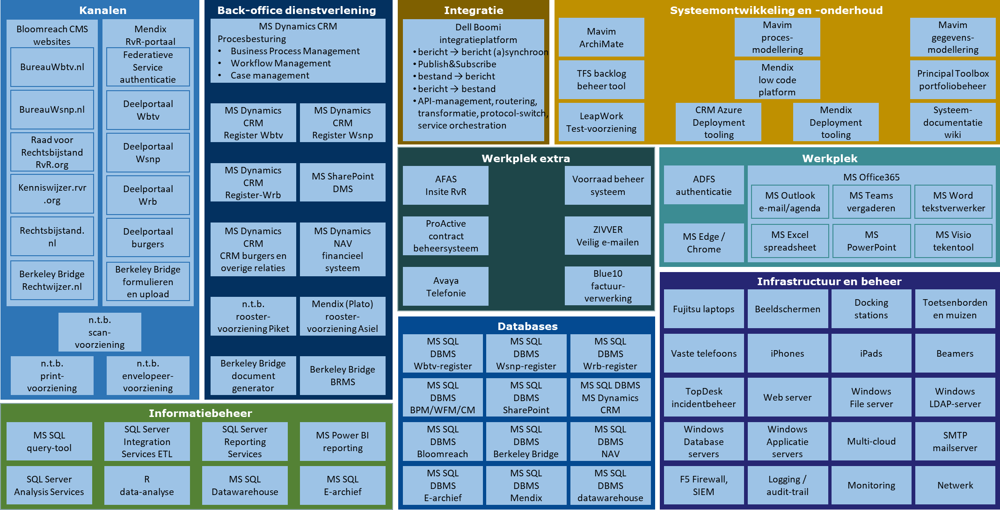 Kanalen
Bloomreach CMS
websites
BureauWbtv.nl
BureauWsnp.nl
Raad voor
Rechtsbijstand
RvR.org
Kenniswijzer.rvr
.org
Rechtsbijstand.
nl
Berkeley Bridge
Rechtwijzer.nl
Mendix
RvR-portaal
Federatieve
Service
authenticatie
Deelportaal
Wbtv
Deelportaal
Wsnp
Deelportaal
Wrb
Deelportaal
burgers
Berkeley Bridge
formulieren
en upload
n.t.b.
scan-
voorziening
n.t.b.
print-
voorziening
n.t.b.
envelopeer-
voorziening
Back-office dienstverlening
MS Dynamics CRM
Procesbesturing
• Business Process Management
• Workflow Management
• Case management
MS Dynamics
CRM
Register Wbtv
MS Dynamics
CRM
Register Wsnp
MS Dynamics
CRM
Register-Wrb
MS SharePoint
DMS
MS Dynamics
CRM
CRM burgers en
overige relaties
MS Dynamics
NAV
financieel
systeem
n.t.b.
rooster-
voorziening Piket
Mendix (Plato)
rooster-
voorziening Asiel
Berkeley Bridge
document
generator
Berkeley Bridge
BRMS
Integratie
Dell Boomi
integratieplatform
• bericht → bericht (a)synchroon
• Publish&Subscribe
• bestand → bericht
• bericht → bestand
• API-management, routering,
transformatie, protocol-switch,
service orchestration
Systeemontwikkeling en -onderhoud
Mavim
ArchiMate
Mavim
proces-
modellering
Mavim
gegevens-
modellering
TFS backlog
beheer tool
Mendix
low code
platform
Principal Toolbox
portfoliobeheer
LeapWork
Test-voorziening
CRM Azure
Deployment
tooling
Mendix
Deployment
tooling
Systeem-
documentatie
wiki
Werkplek extra
AFAS
Insite RvR
Voorraad beheer
systeem
ProActive
contract
beheersysteem
ZIVVER
Veilig e-mailen
Avaya
Telefonie
Blue10
factuur-
verwerking
Werkplek
ADFS
authenticatie
MS Edge /
Chrome
MS Office365
MS Outlook
e-mail/agenda
MS Teams
vergaderen
MS Word
tekstverwerker
MS Excel
spreadsheet
MS
PowerPoint
MS Visio
tekentool
Databases
MS SQL
DBMS
Wbtv-register
MS SQL
DBMS
Wsnp-register
MS SQL
DBMS
Wrb-register
MS SQL
DBMS
BPM/WFM/CM
MS SQL
DBMS
SharePoint
MS SQL DBMS
MS Dynamics
CRM
MS SQL
DBMS
Bloomreach
MS SQL
DBMS
Berkeley Bridge
MS SQL
DBMS
NAV
MS SQL
DBMS
E-archief
MS SQL
DBMS
Mendix
MS SQL
DBMS
datawarehouse
Infrastructuur en beheer
Fujitsu laptops
Beeldschermen
Docking
stations
Toetsenborden
en muizen
Vaste telefoons
iPhones
iPads
Beamers
TopDesk
incidentbeheer
Web server
Windows
File server
Windows
LDAP-server
Windows
Database
servers
Windows
Applicatie
servers
Multi-cloud
SMTP
mailserver
F5 Firewall,
SIEM
Logging /
audit-trail
Monitoring
Netwerk
Informatiebeheer
MS SQL
query-tool
SQL Server
Integration
Services ETL
SQL Server
Reporting
Services
MS Power BI
reporting
SQL Server
Analysis Services
R
data-analyse
MS SQL
Datawarehouse
MS SQL
E-archief